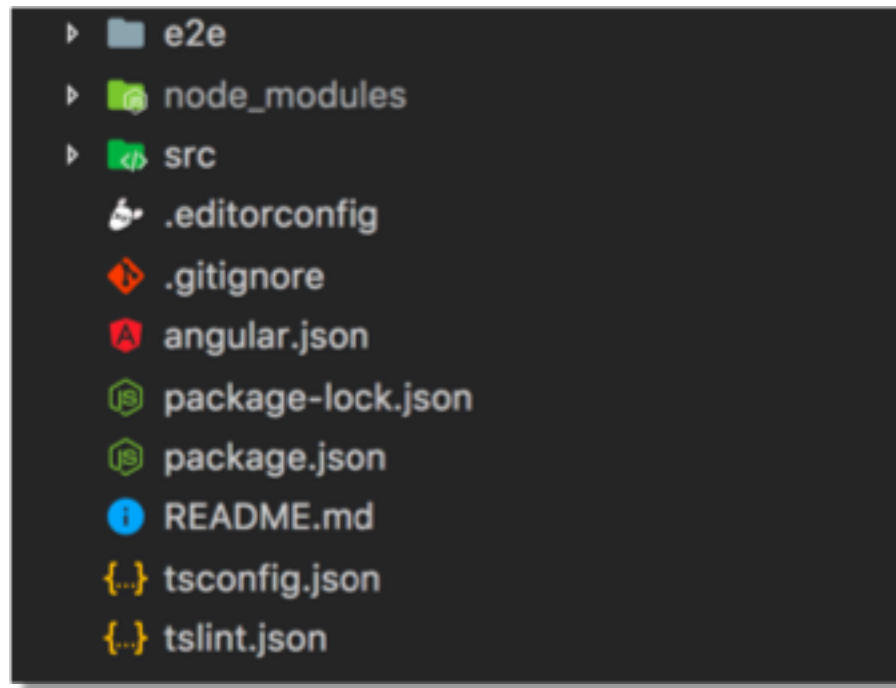 e2e
node_modules
src
.editorconfig
.gitignore
angular.json
package-lock.json
package.json
README.md
tsconfig.json
tslint.json